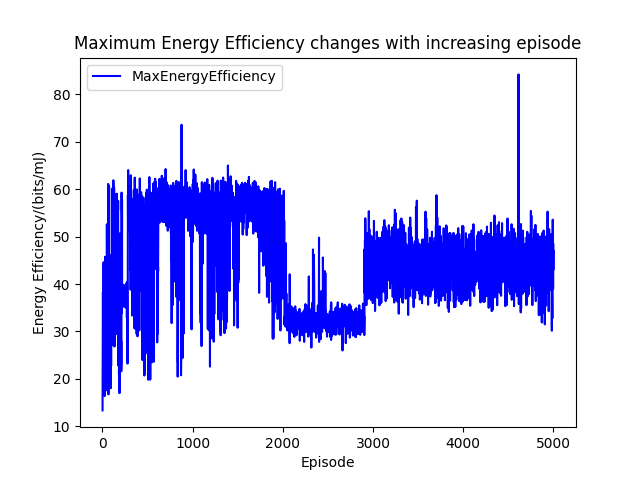 Maximum Energy Efficiency changes with increasing episode
MaxEnergyEfficiency
Energy Efficiency/(bits/mJ)
80
70
60
50
40
30
20
10
0 1000 2000 3000 4000 5000
Episode